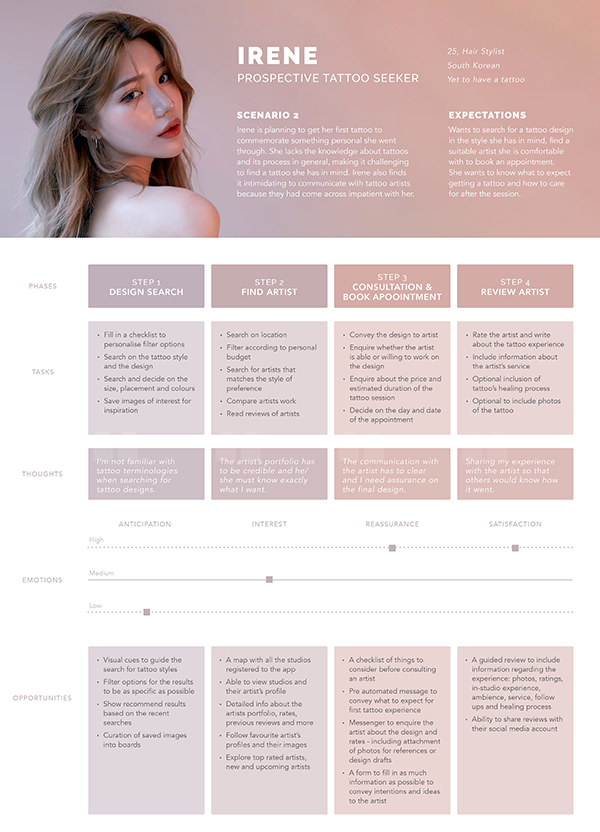 IRENE
PROSPECTIVE TATTOO SEEKER
25, Hair Stylist
South Korean
Yet to have a tattoo
SCENARIO 2
Irene is planning to get her first tattoo to
commemorate something personal she went
through. She lacks the knowledge about tattoos
and its process in general, making it challenging
to find a tattoo she has in mind. Irene also finds
it intimidating to communicate with tattoo artists
because they had come across impatient with her.
EXPECTATIONS
Wants to search for a tattoo design
in the style she has in mind, find a
suitable artist she is comfortable
with to book an appointment.
She wants to know what to expect
getting a tattoo and how to care
for after the session.
PHASES
STEP 1
DESIGN SEARCH
STEP 2
FIND ARTIST
STEP 3
CONSULTATION &
BOOK APOOINTMENT
STEP 4
REVIEW ARTIST
TASKS
• Fill in a checklist to
personalise filter options
• Search on the tattoo style
and the design
• Search and decide on the
size, placement and colours
• Save images of interest for
inspiration
• Search on location
• Filter according to personal
budget
• Search for artists that
matches the style of
preference
• Compare artists work
• Read reviews of artists
• Convey the design to artist
• Enquire whether the artist
is able or willing to work on
the design
• Enquire about the price and
estimated duration of the
tattoo session
• Decide on the day and date
of the appointment
• Rate the artist and write
about the tattoo experience
• Include information about
the artist's service
• Optional inclusion of
tattoo's healing process
• Optional to include photos
of the tattoo
THOUGHTS
I'm not familiar with
tattoo terminologies
when searching for
tattoo designs.
The artist's portfolio has
to be credible and he/
she must know exactly
what I want.
The communication with
the artist has to clear
and I need assurance on
the final design.
Sharing my experience
with the artist so that
others would know how
it went.
ANTICIPATION
INTEREST
REASSURANCE
SATISFACTION
High
EMOTIONS
Medium
Low
OPPORTUNITIES
• Visual cues to guide the
search for tattoo styles
• Filter options for the results
to be as specific as possible
• Show recommend results
based on the recent
searches
• Curation of saved images
into boards
• A map with all the studios
registered to the app
• Able to view studios and
their artist's profile
• Detailed info about the
artists portfolio, rates,
previous reviews and more
• Follow favourite artist's
profiles and their images
• Explore top rated artists,
new and upcoming artists
• A checklist of things to
consider before consulting
an artist
• Pre automated message to
convey what to expect for
first tattoo experience
• Messenger to enquire the
artist about the design and
rates - including attachment
of photos for references or
design drafts
• A form to fill in as much
information as possible to
convey intentions and ideas
to the artist
• A guided review to include
information regarding the
experience: photos, ratings,
in-studio experience,
ambience, service, follow
ups and healing process
• Ability to share reviews with
their social media account